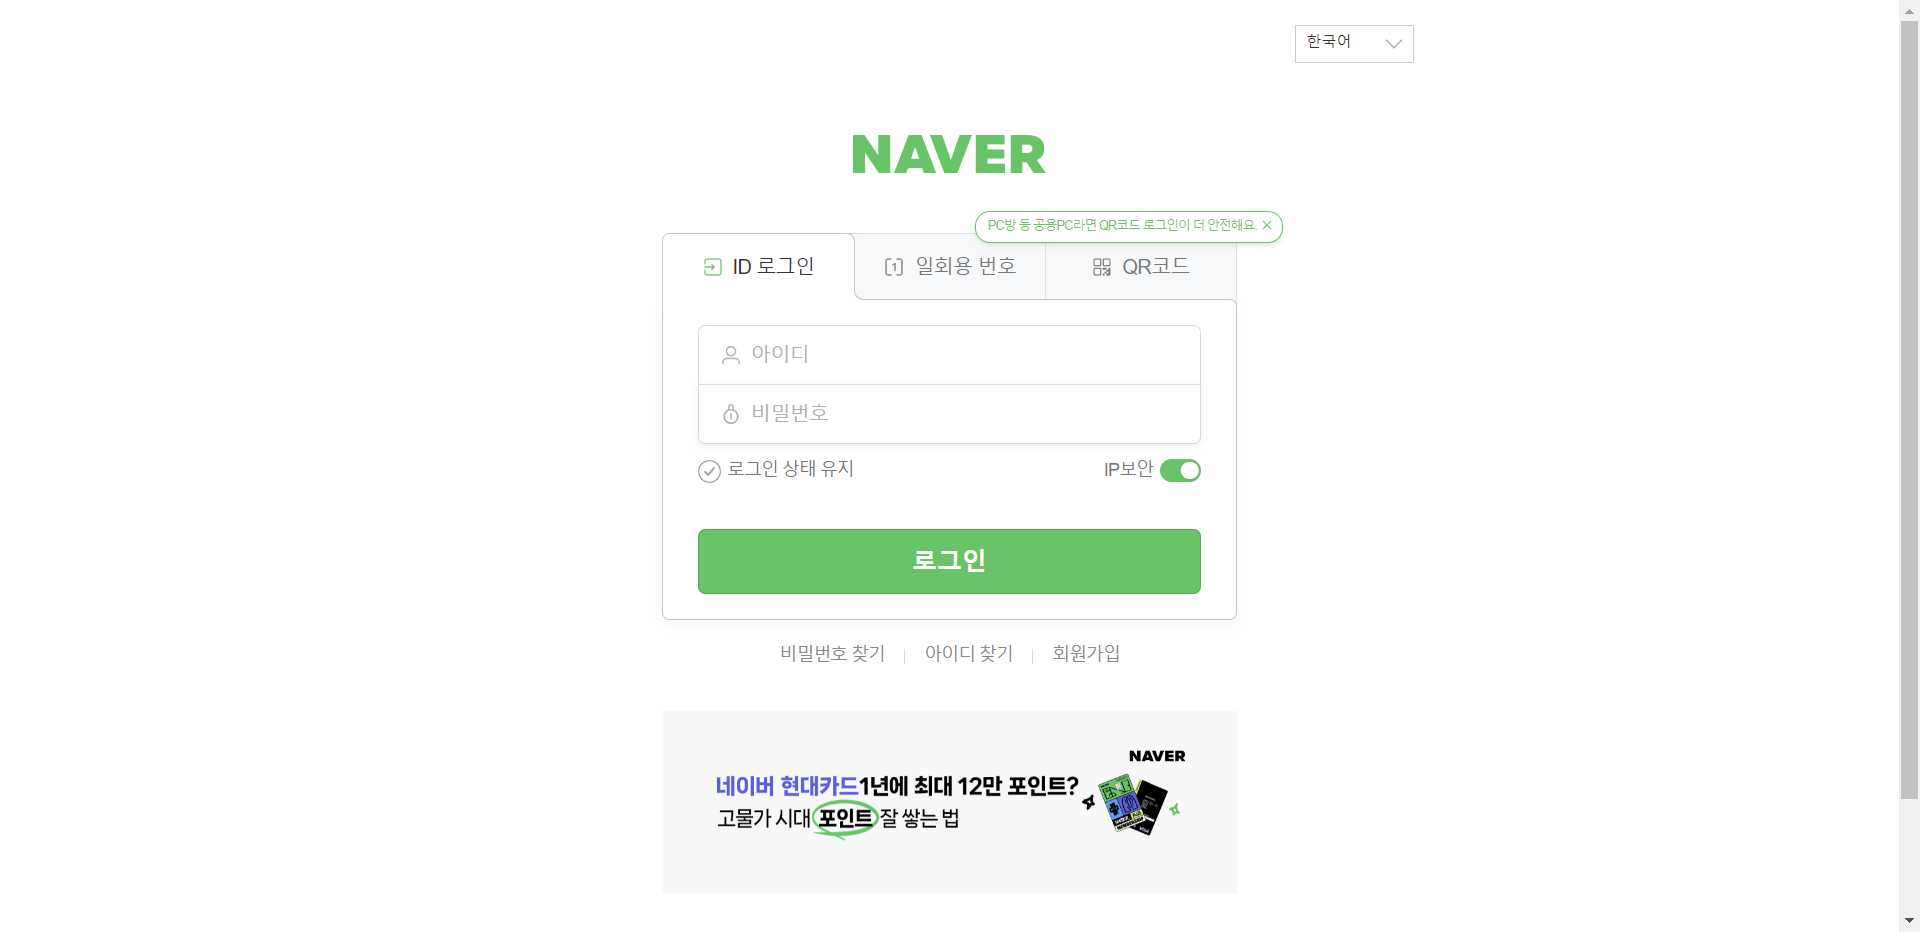 한국어
NAVER
PC방 등 공용PC라면 QR코드 로그인이 더 안전해요.
ID 로그인
1 일회용 번호
QR코드
아이디
비밀번호
로그인 상태 유지
IP보안
로그인
비밀번호 찾기
아이디 찾기
회원가입
NAVER
네이버 현대카드1년에 최대 12만 포인트?
고물가 시대 포인트 잘 쌓는 법